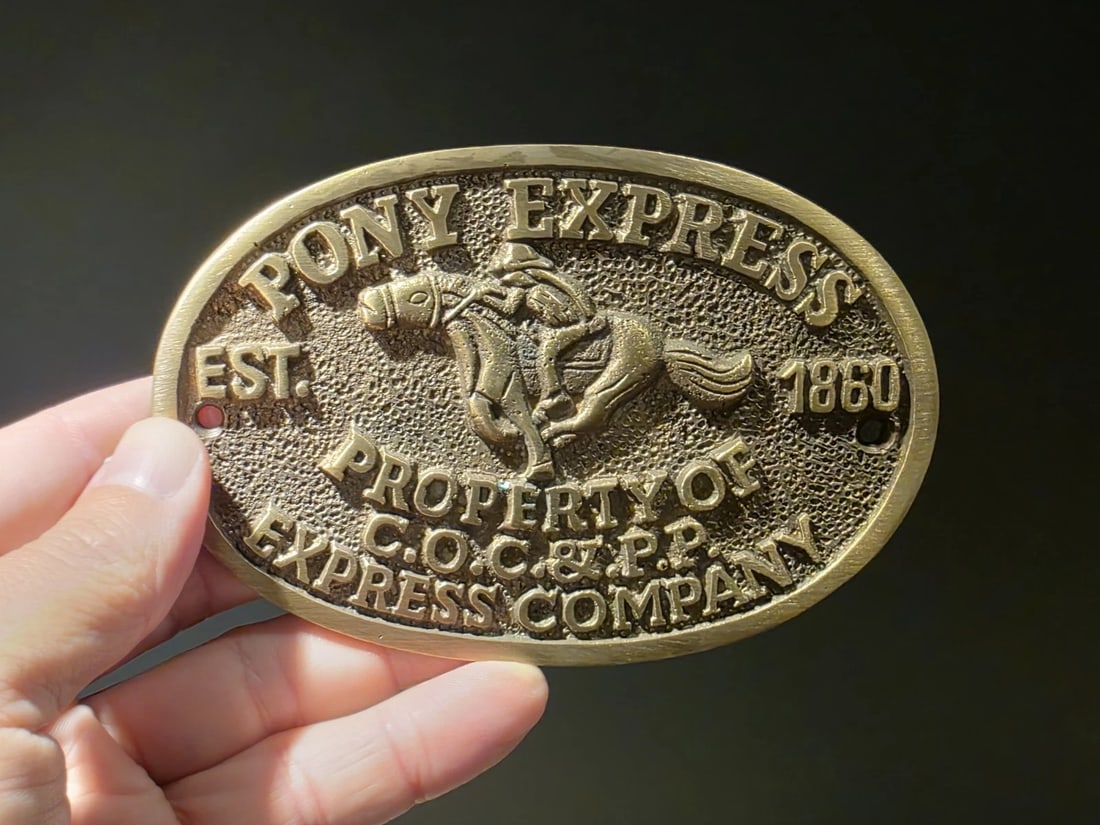 PONY EXPRESS
EST. 1860
PROPERTY OF
C.O.C.&.P.P.
EXPRESS COMPANY